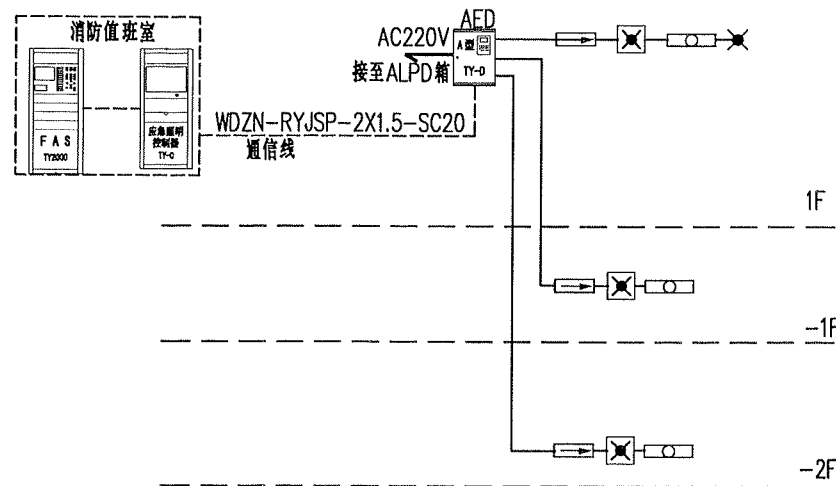 消防值班室
FAS
TY2000
应急照明
控制器
TY-C
WDZN-RYJSP-2X1.5-SC20
通信线
AED
AC220V
接至ALPD箱
A型
TY-D
1F
-1F
-2F